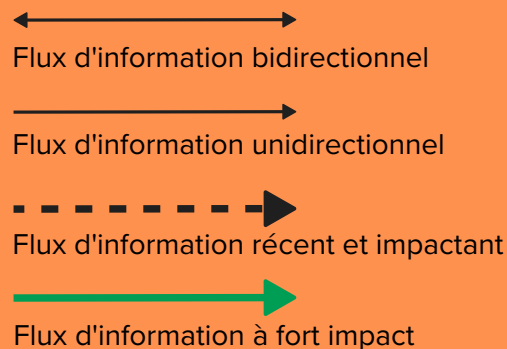 Flux d'information bidirectionnel
Flux d'information unidirectionnel
Flux d'information récent et impactant
Flux d'information à fort impact